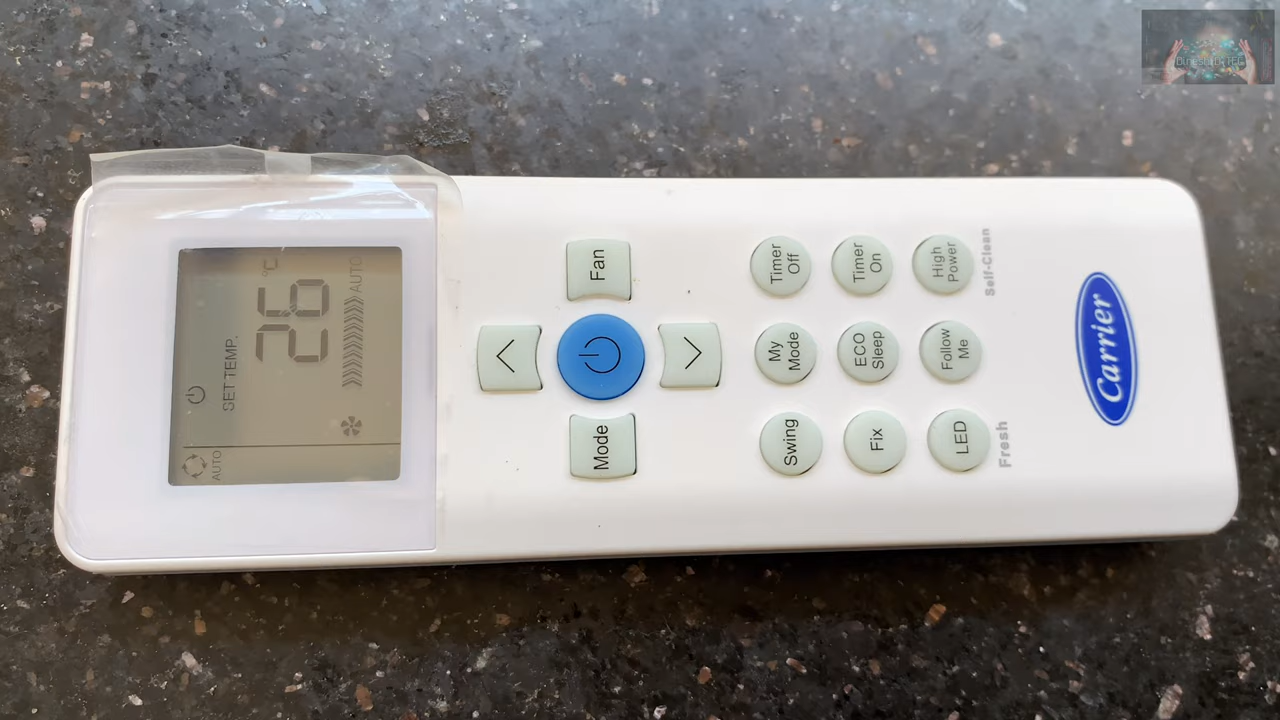 AUTO
SET TEMP.
26 °C
AUTO
Fan
Mode
Timer
Off
Timer
On
High
Power
Self-Clean
My
Mode
ECO
Sleep
Follow
Me
Swing
Fix
LED
Fresh
Carrier